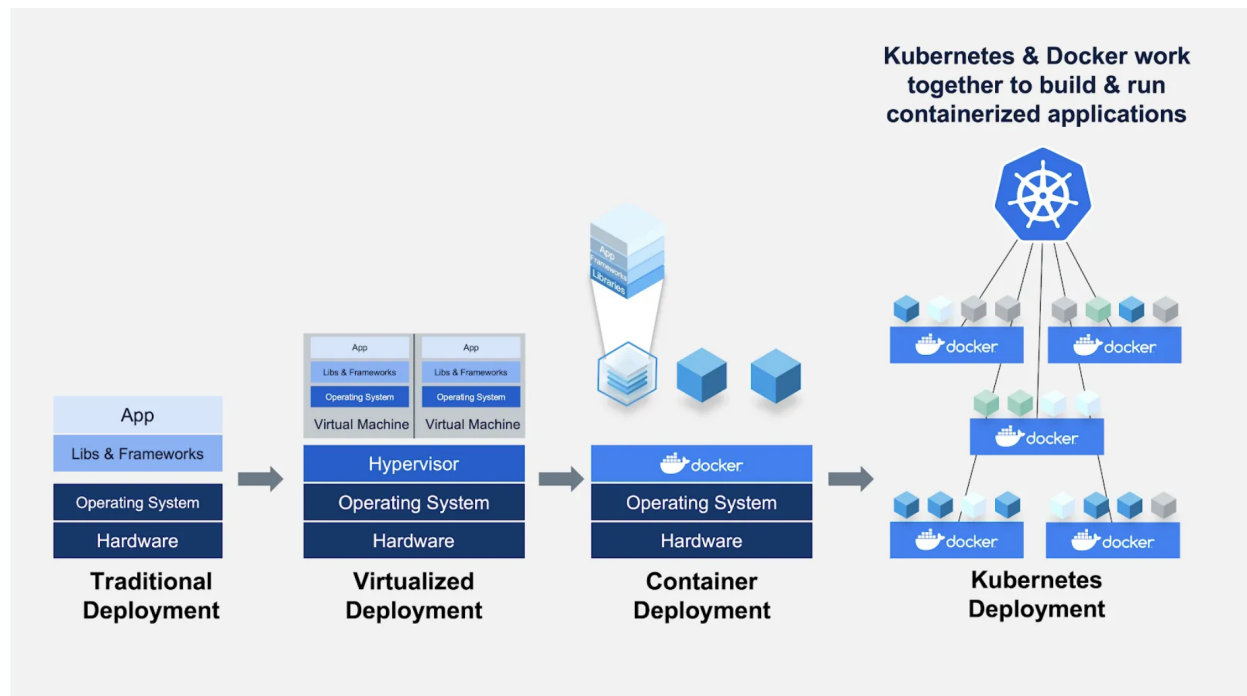 Kubernetes & Docker work
together to build & run
containerized applications
App
Libs & Frameworks
Operating System
Hardware
Traditional
Deployment
App
Libs & Frameworks
Operating System
Virtual Machine
App
Libs & Frameworks
Operating System
Virtual Machine
Hypervisor
Operating System
Hardware
Virtualized
Deployment
App
Frameworks
Libraries
docker
Operating System
Hardware
Container
Deployment
docker
docker
docker
docker
docker
Kubernetes
Deployment